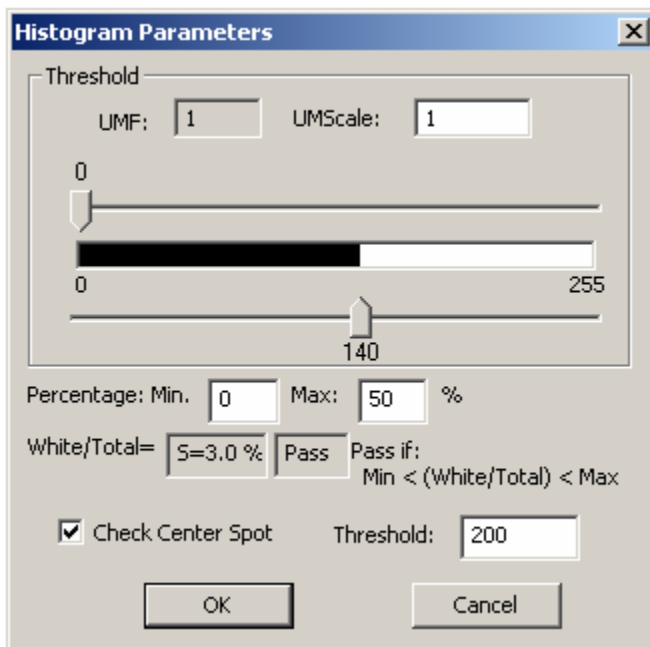 Histogram Parameters
Threshold
UMF: 1 UMScale: 1
0
0 255
140
Percentage: Min. 0 Max: 50 %
White/Total= S=3.0 % Pass Pass if:
Min < (White/Total) < Max
Check Center Spot Threshold: 200
OK Cancel